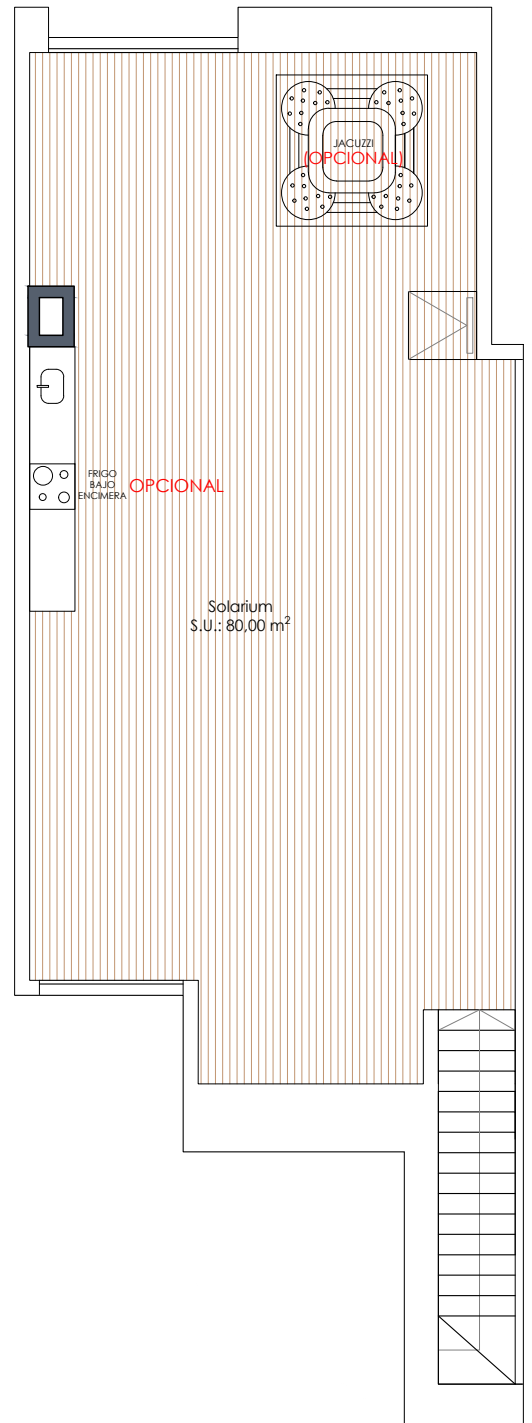 JACUZZI
(OPCIONAL)
FRIGO
BAJO
ENCIMERA
OPCIONAL
Solarium
S.U.: 80,00 m²